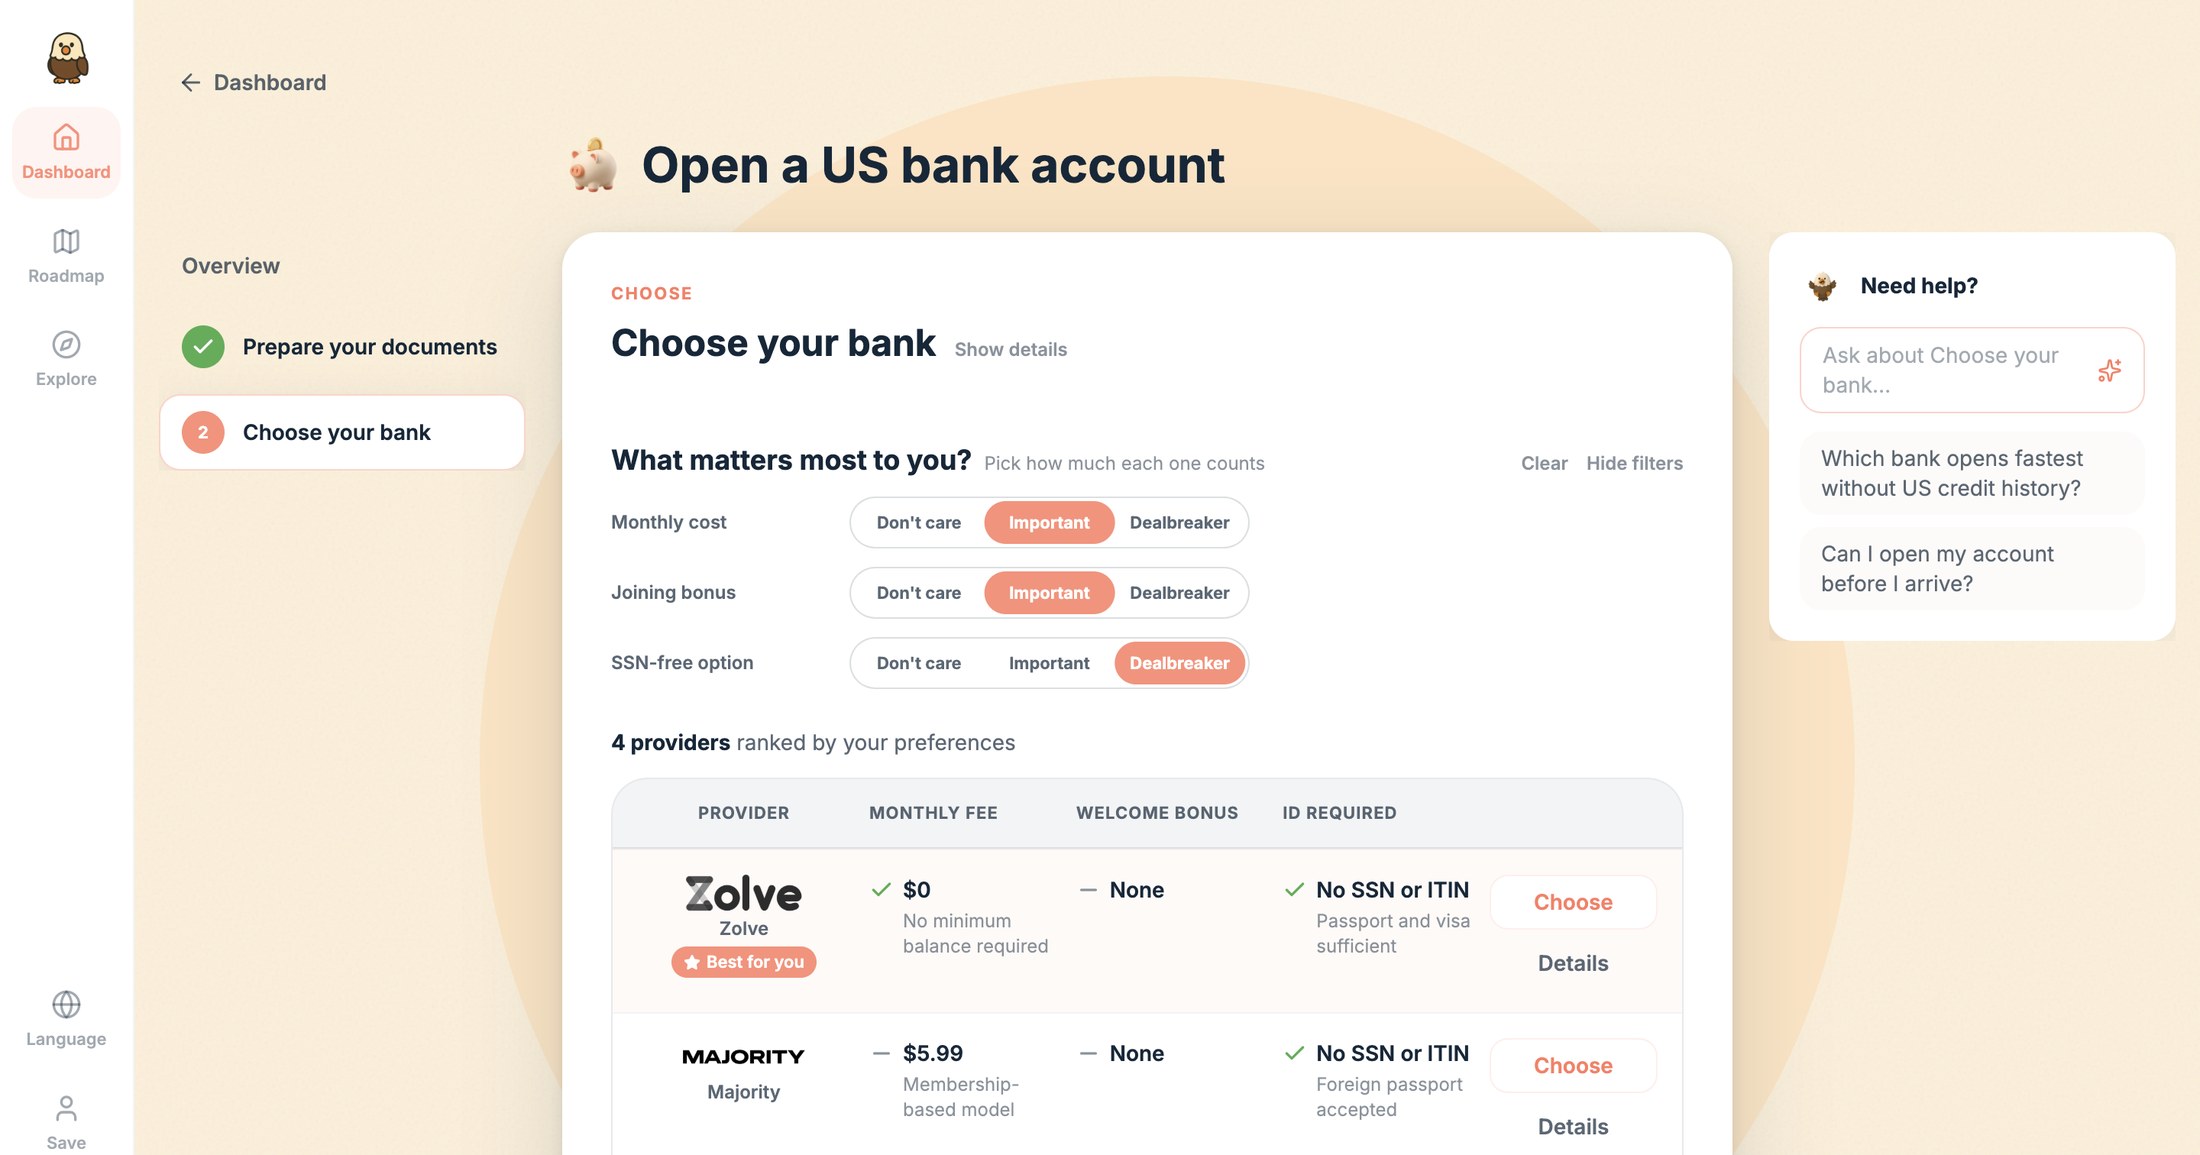 Dashboard
Roadmap
Explore
Language
Save
Dashboard
Open a US bank account
Overview
Prepare your documents
2 Choose your bank
CHOOSE
Choose your bank Show details
What matters most to you? Pick how much each one counts Clear Hide filters
Monthly cost Don't care Important Dealbreaker
Joining bonus Don't care Important Dealbreaker
SSN-free option Don't care Important Dealbreaker
4 providers ranked by your preferences
PROVIDER MONTHLY FEE WELCOME BONUS ID REQUIRED
Zolve
Zolve
Best for you
$0
No minimum
balance required
None
No SSN or ITIN
Passport and visa
sufficient
Choose
Details
MAJORITY
Majority
$5.99
Membership-
based model
None
No SSN or ITIN
Foreign passport
accepted
Choose
Details
Need help?
Ask about Choose your
bank...
Which bank opens fastest
without US credit history?
Can I open my account
before I arrive?